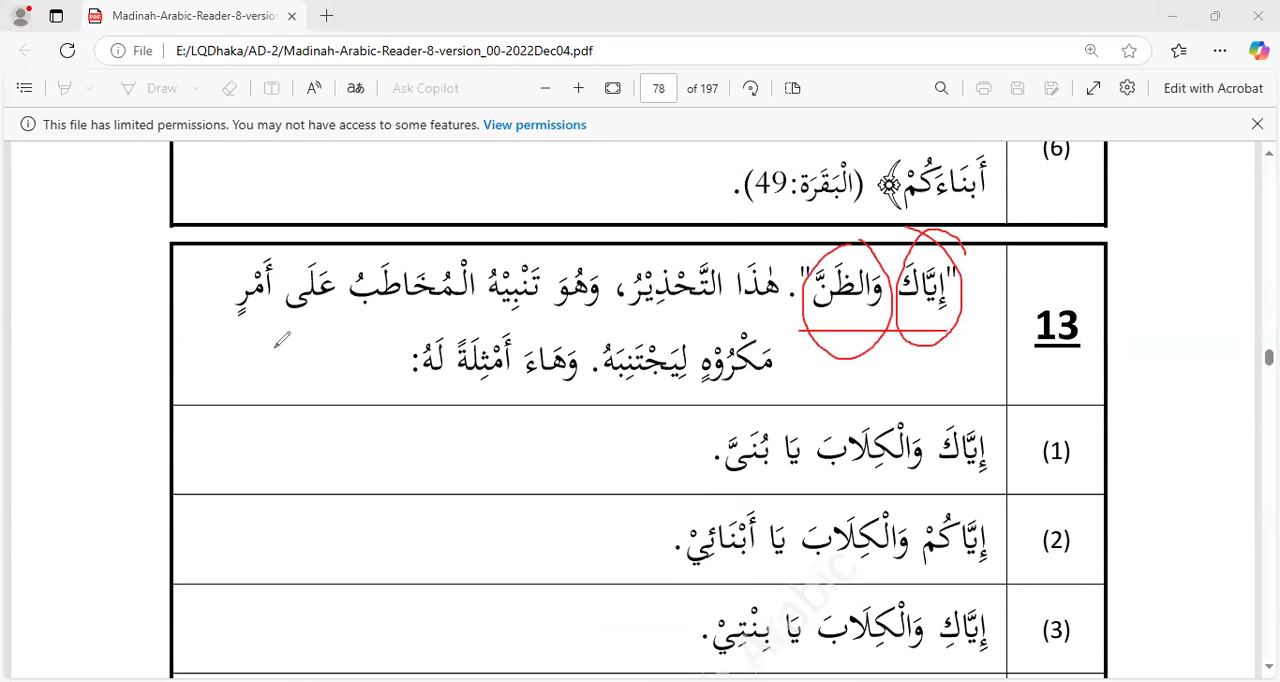 Madinah-Arabic-Reader-8-versio
File E:/LQDhaka/AD-2/Madinah-Arabic-Reader-8-version_00-2022Dec04.pdf
Draw Ask Copilot 78 of 197 Edit with Acrobat
This file has limited permissions. You may not have access to some features. View permissions
(6)
أَبنَاءَكُمْ﴾ (الْبَقَرَة:49).
13
"إِيَّاكَ وَالظَنَّ". هٰذَا التَّحْذِيْرُ، وَهُوَ تَنْبِيْهُ الْمُخَاطَبُ عَلَى أَمْرٍ
مَكْرُوْهٍ لِيَجْتَنِبَهُ. وَهَاءَ أَمْثِلَةً لَهُ:
(1) إِيَّاكَ وَالْكِلَابَ يَا بُنَىَّ.
(2) إِيَّاكُمْ وَالْكِلَابَ يَا أَبْنَائِيْ.
(3) إِيَّاكِ وَالْكِلَابَ يَا بِنْتِيْ.
Arabic